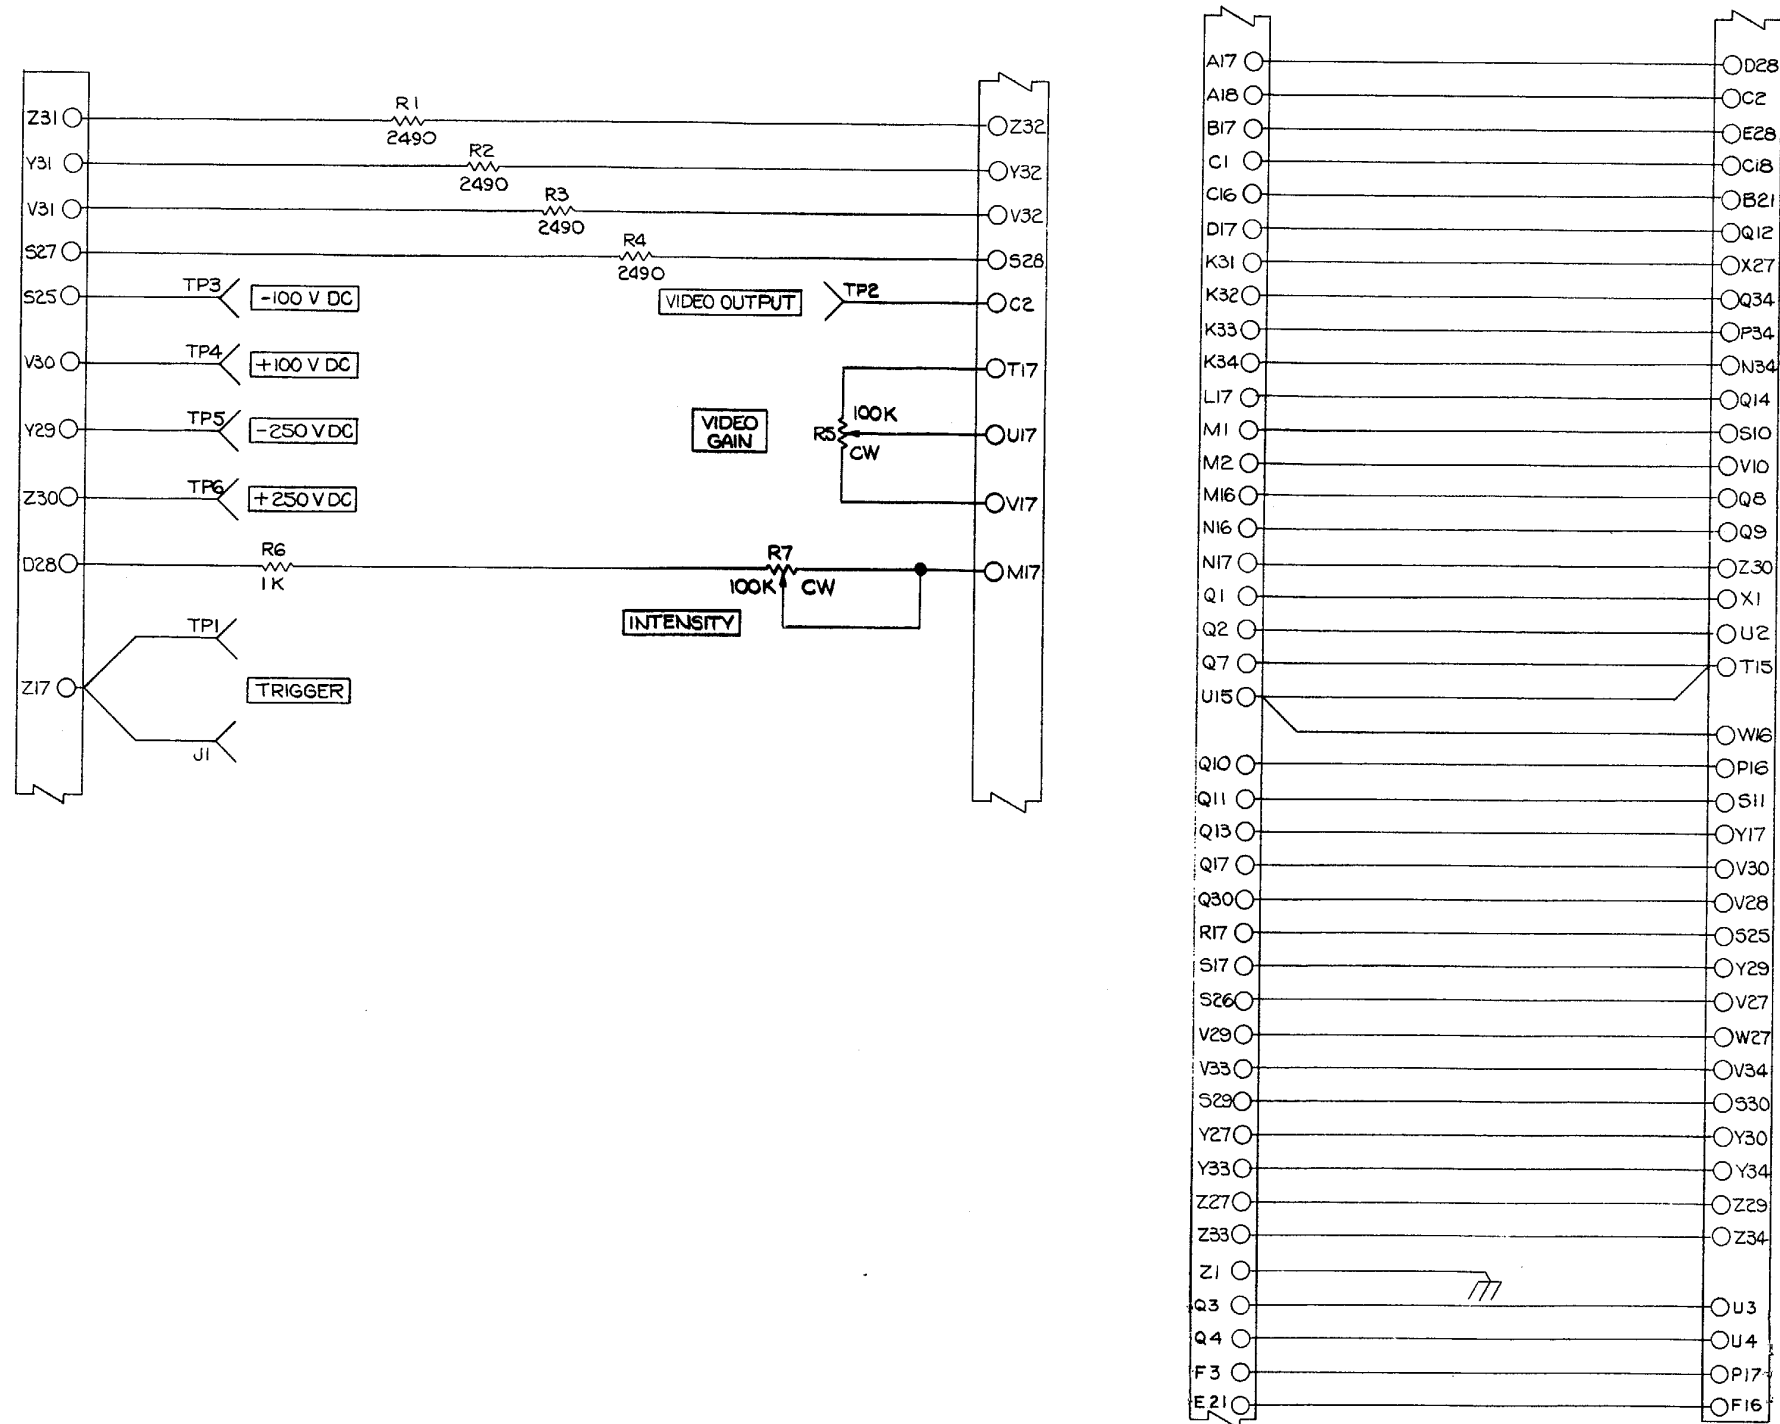 Z31 R1 2490 Z32
Y31 R2 2490 Y32
V31 R3 2490 V32
S27 R4 2490 S28
S25 TP3 -100 V DC VIDEO OUTPUT TP2 C2
V30 TP4 +100 V DC T17
Y29 TP5 -250 V DC VIDEO GAIN R5 100K CW U17
Z30 TP6 +250 V DC V17
D28 R6 1K R7 100K CW M17
INTENSITY
TP1
Z17 TRIGGER
J1
A17 D28
A18 C2
B17 E28
C1 C18
C16 B21
D17 Q12
K31 X27
K32 Q34
K33 P34
K34 N34
L17 Q14
M1 S10
M2 V10
M16 Q8
N16 Q9
N17 Z30
Q1 X1
Q2 U2
Q7 T15
U15
W16
Q10 P16
Q11 S11
Q13 Y17
Q17 V30
Q30 V28
R17 S25
S17 Y29
S26 V27
V29 W27
V33 V34
S29 S30
Y27 Y30
Y33 Y34
Z27 Z29
Z33 Z34
Z1
Q3 U3
Q4 U4
F3 P17
E21 F16